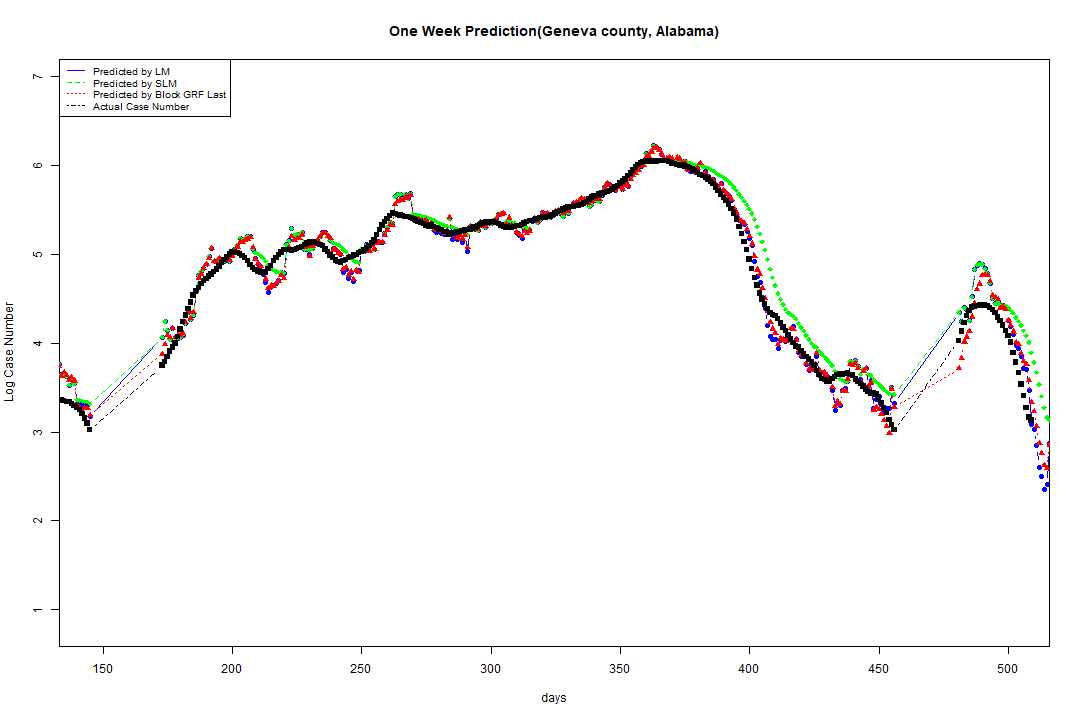 One Week Prediction(Geneva county, Alabama)
Predicted by LM
Predicted by SLM
Predicted by Block GRF Last
Actual Case Number
7
6
5
4
3
2
1
Log Case Number
150 200 250 300 350 400 450 500
days